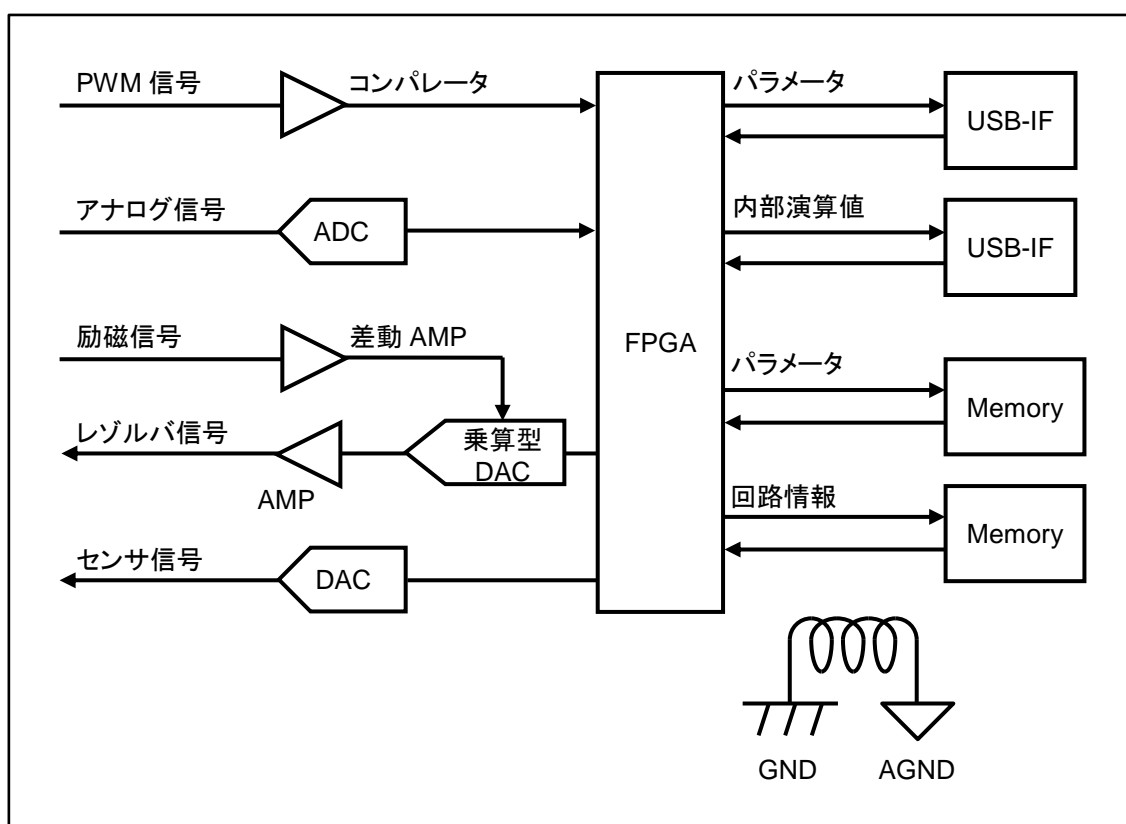 PWM 信号
コンパレータ
パラメータ
USB-IF
アナログ信号
ADC
内部演算値
USB-IF
励磁信号
差動 AMP
FPGA
パラメータ
Memory
レゾルバ信号
AMP
乗算型
DAC
回路情報
Memory
センサ信号
DAC
GND
AGND